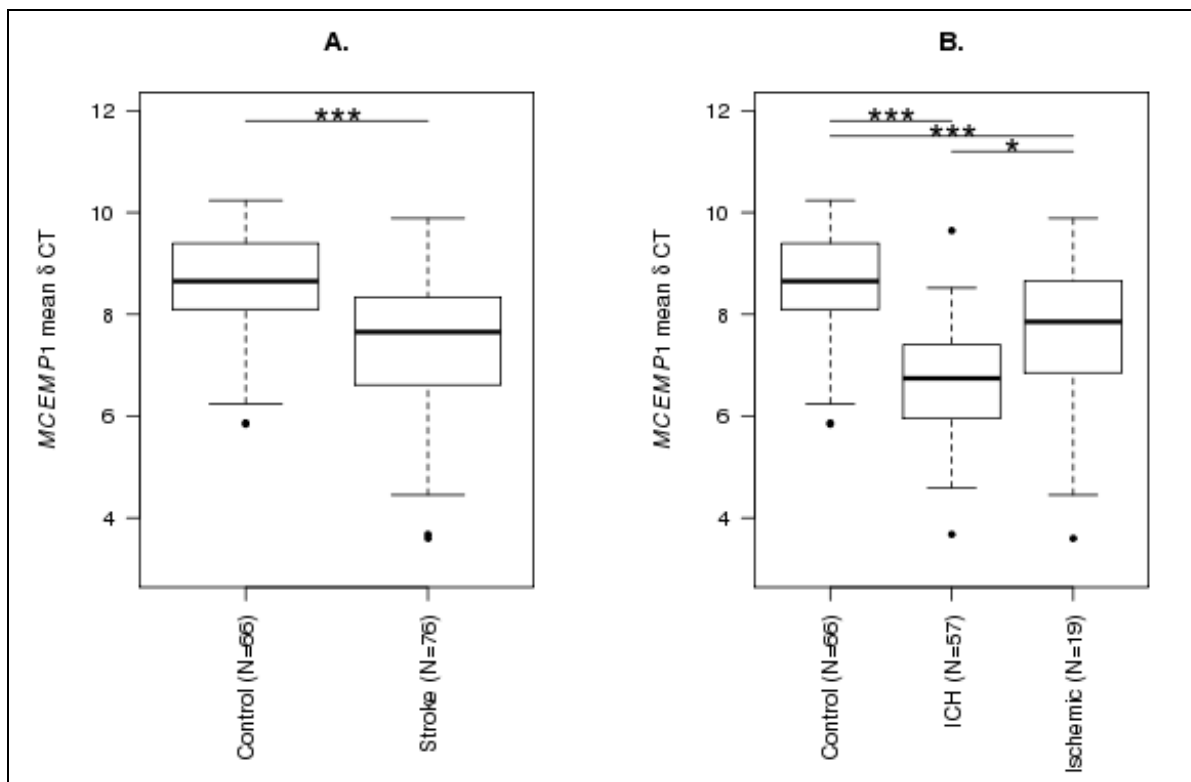 A.
MCEMP1 mean δ CT
12
10
8
6
4
***
Control (N=66)
Stroke (N=76)
B.
MCEMP1 mean δ CT
12
10
8
6
4
***
***
*
Control (N=66)
ICH (N=57)
Ischemic (N=19)